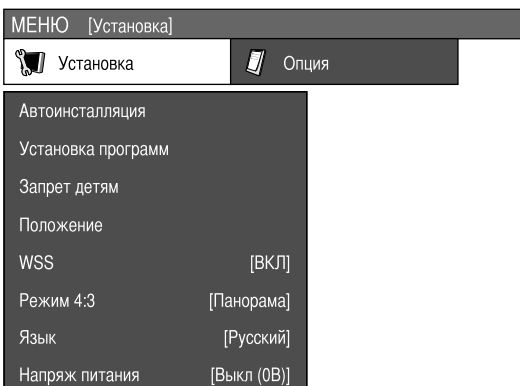 МЕНЮ [Установка]
Установка Опция
Автоинсталляция
Установка программ
Запрет детям
Положение
WSS [ВКЛ]
Режим 4:3 [Панорама]
Язык [Русский]
Напряж питания [Выкл (0В)]